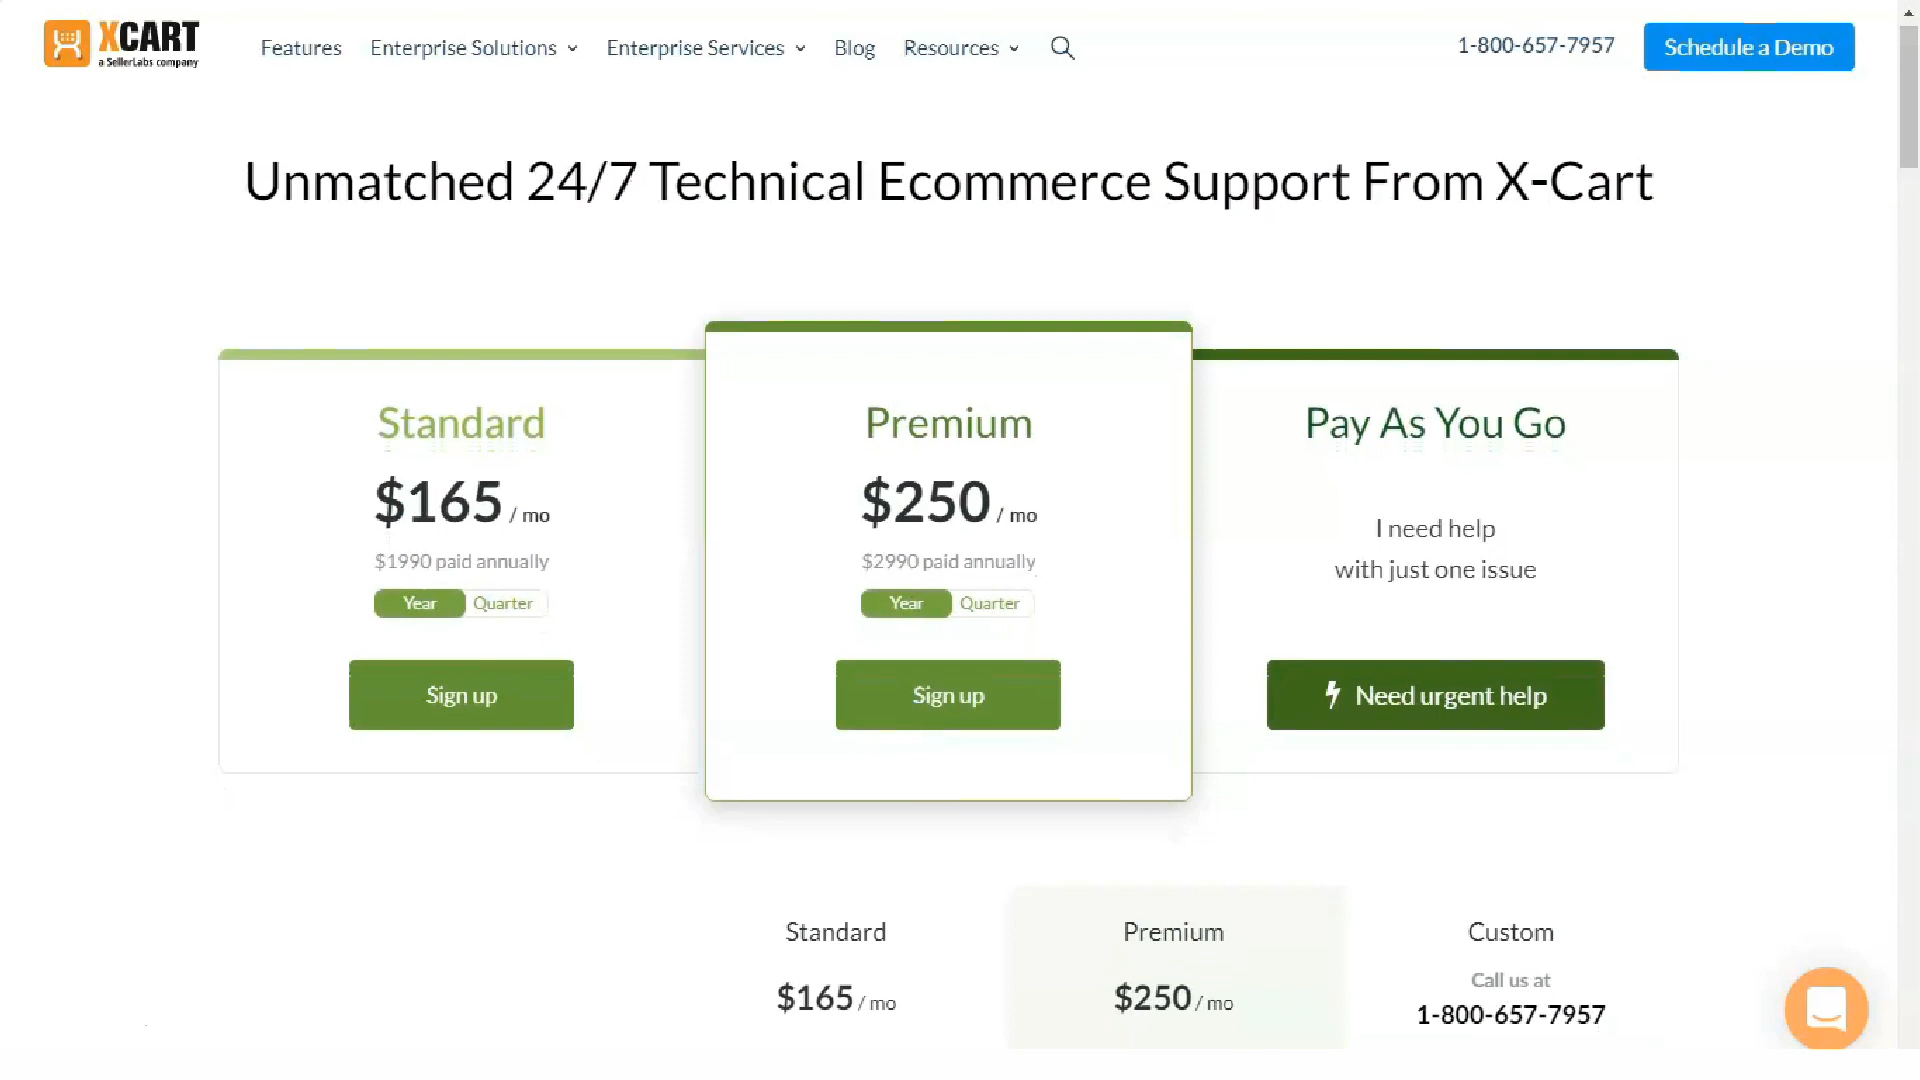 XCART
a SellerLabs company
Features
Enterprise Solutions
Enterprise Services
Blog
Resources
1-800-657-7957
Schedule a Demo
Unmatched 24/7 Technical Ecommerce Support From X-Cart
Standard
$165 / mo
$1990 paid annually
Year Quarter
Sign up
Premium
$250 / mo
$2990 paid annually
Year Quarter
Sign up
Pay As You Go
I need help
with just one issue
Need urgent help
Standard
$165 / mo
Premium
$250 / mo
Custom
Call us at
1-800-657-7957